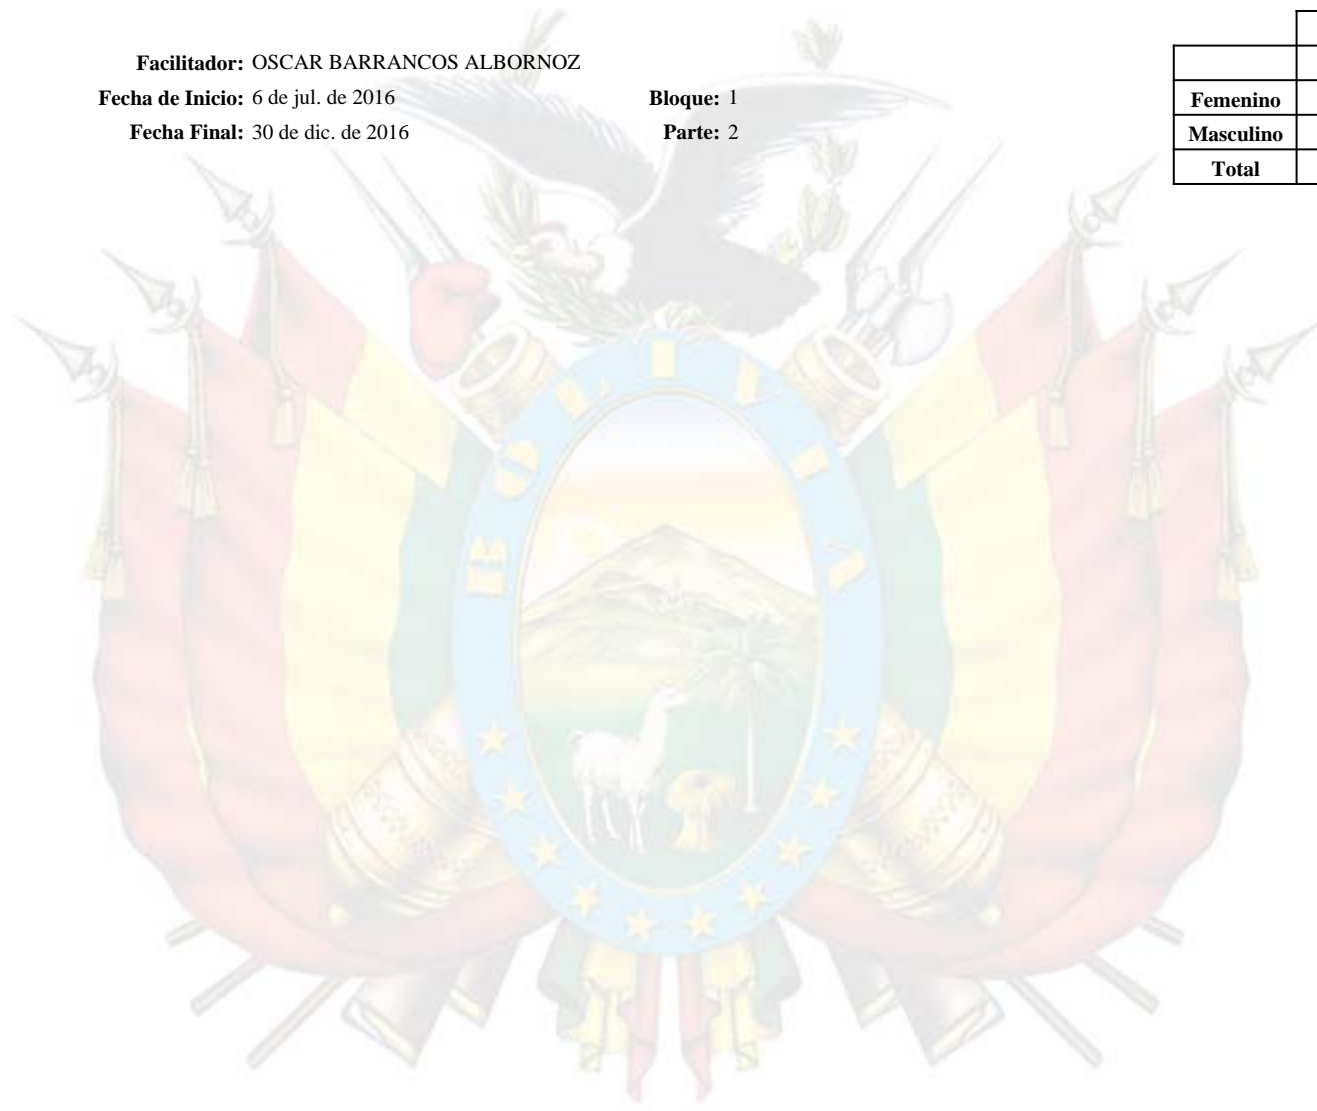 Facilitador: OSCAR BARRANCOS ALBORNOZ
Fecha de Inicio: 6 de jul. de 2016 Bloque: 1
Fecha Final: 30 de dic. de 2016 Parte: 2
Femenino
Masculino
Total
BOLIVIA